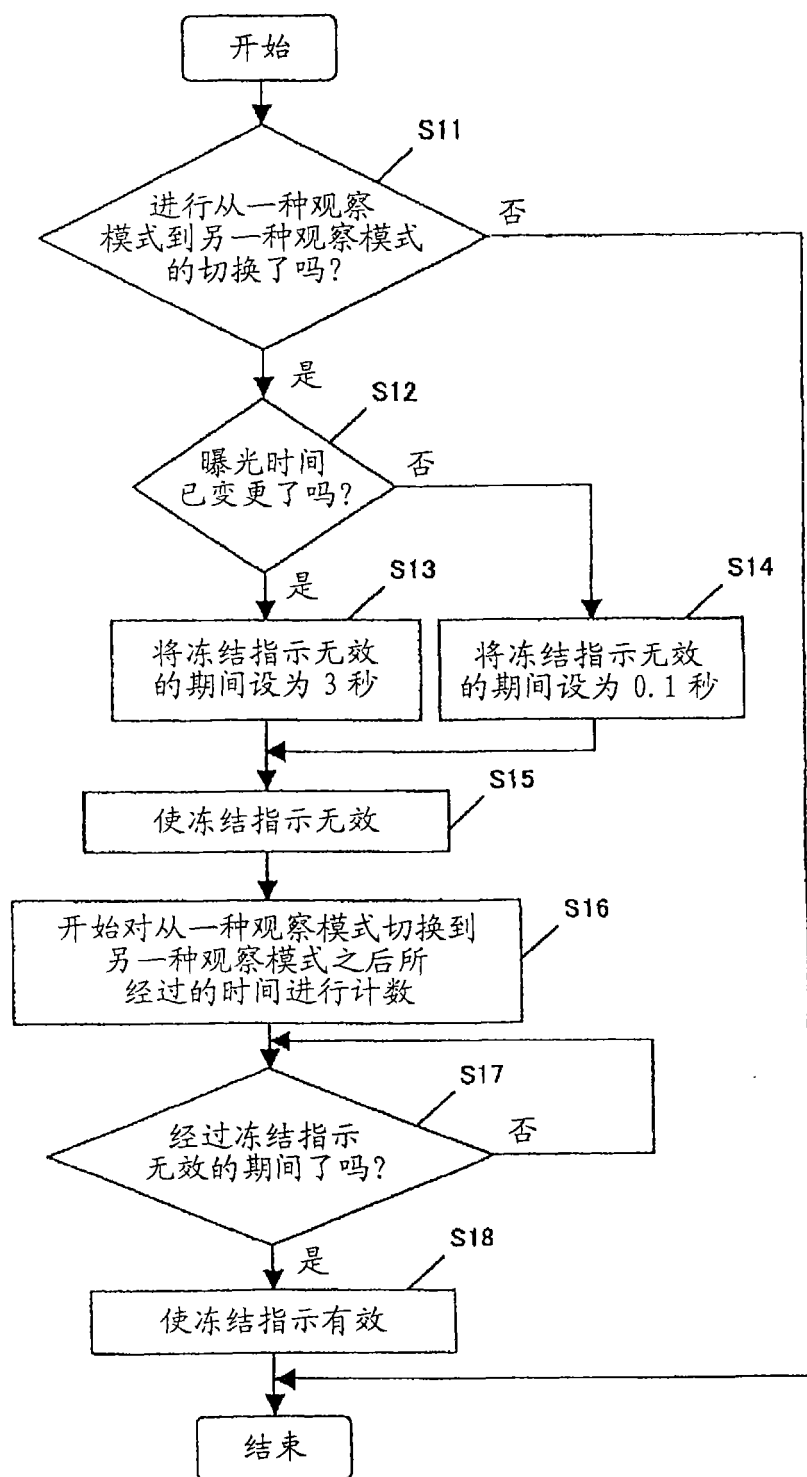 开始
S11
进行从一种观察
模式到另一种观察模式
的切换了吗?
否
是
S12
曝光时间
已变更了吗?
否
是
S13
将冻结指示无效
的期间设为 3 秒
S14
将冻结指示无效
的期间设为 0.1 秒
S15
使冻结指示无效
S16
开始对从一种观察模式切换到
另一种观察模式之后所
经过的时间进行计数
S17
经过冻结指示
无效的期间了吗?
否
是
S18
使冻结指示有效
结束